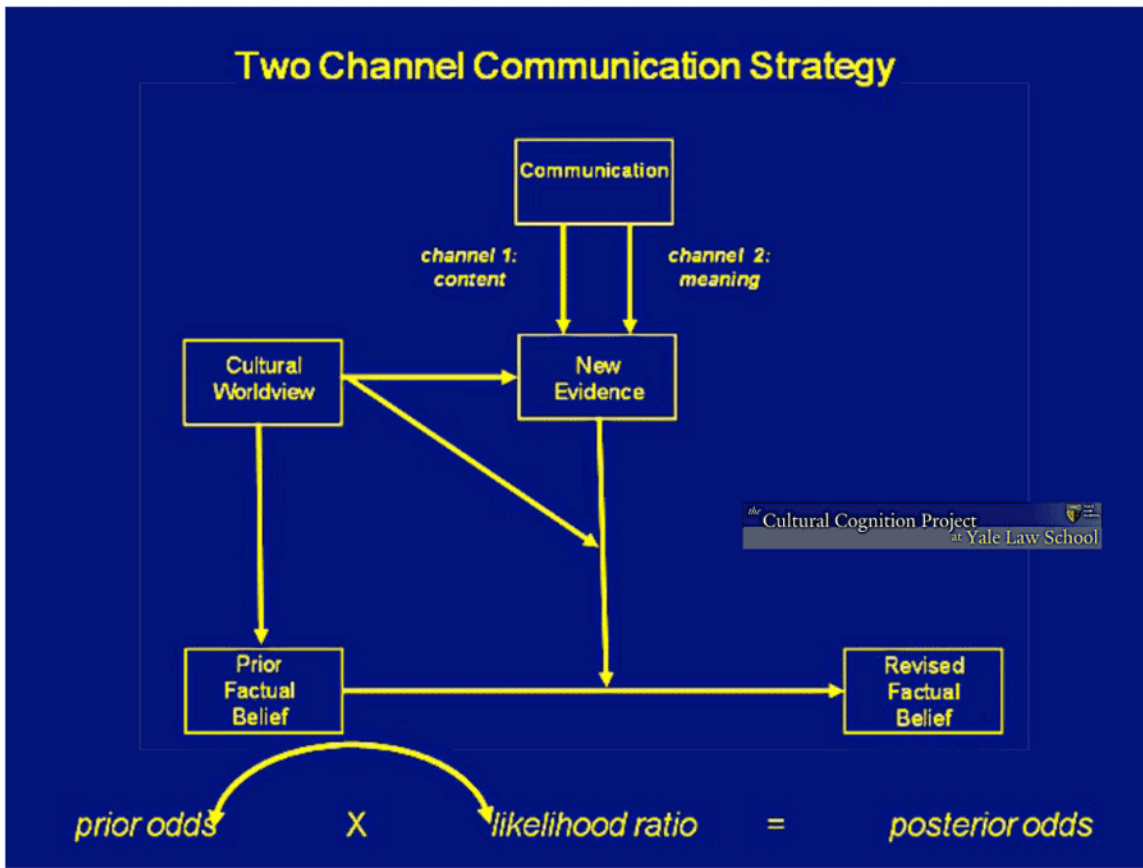 Two Channel Communication Strategy
Communication
channel 1:
content
channel 2:
meaning
Cultural
Worldview
New
Evidence
the Cultural Cognition Project
at Yale Law School
Prior
Factual
Belief
Revised
Factual
Belief
prior odds X likelihood ratio = posterior odds